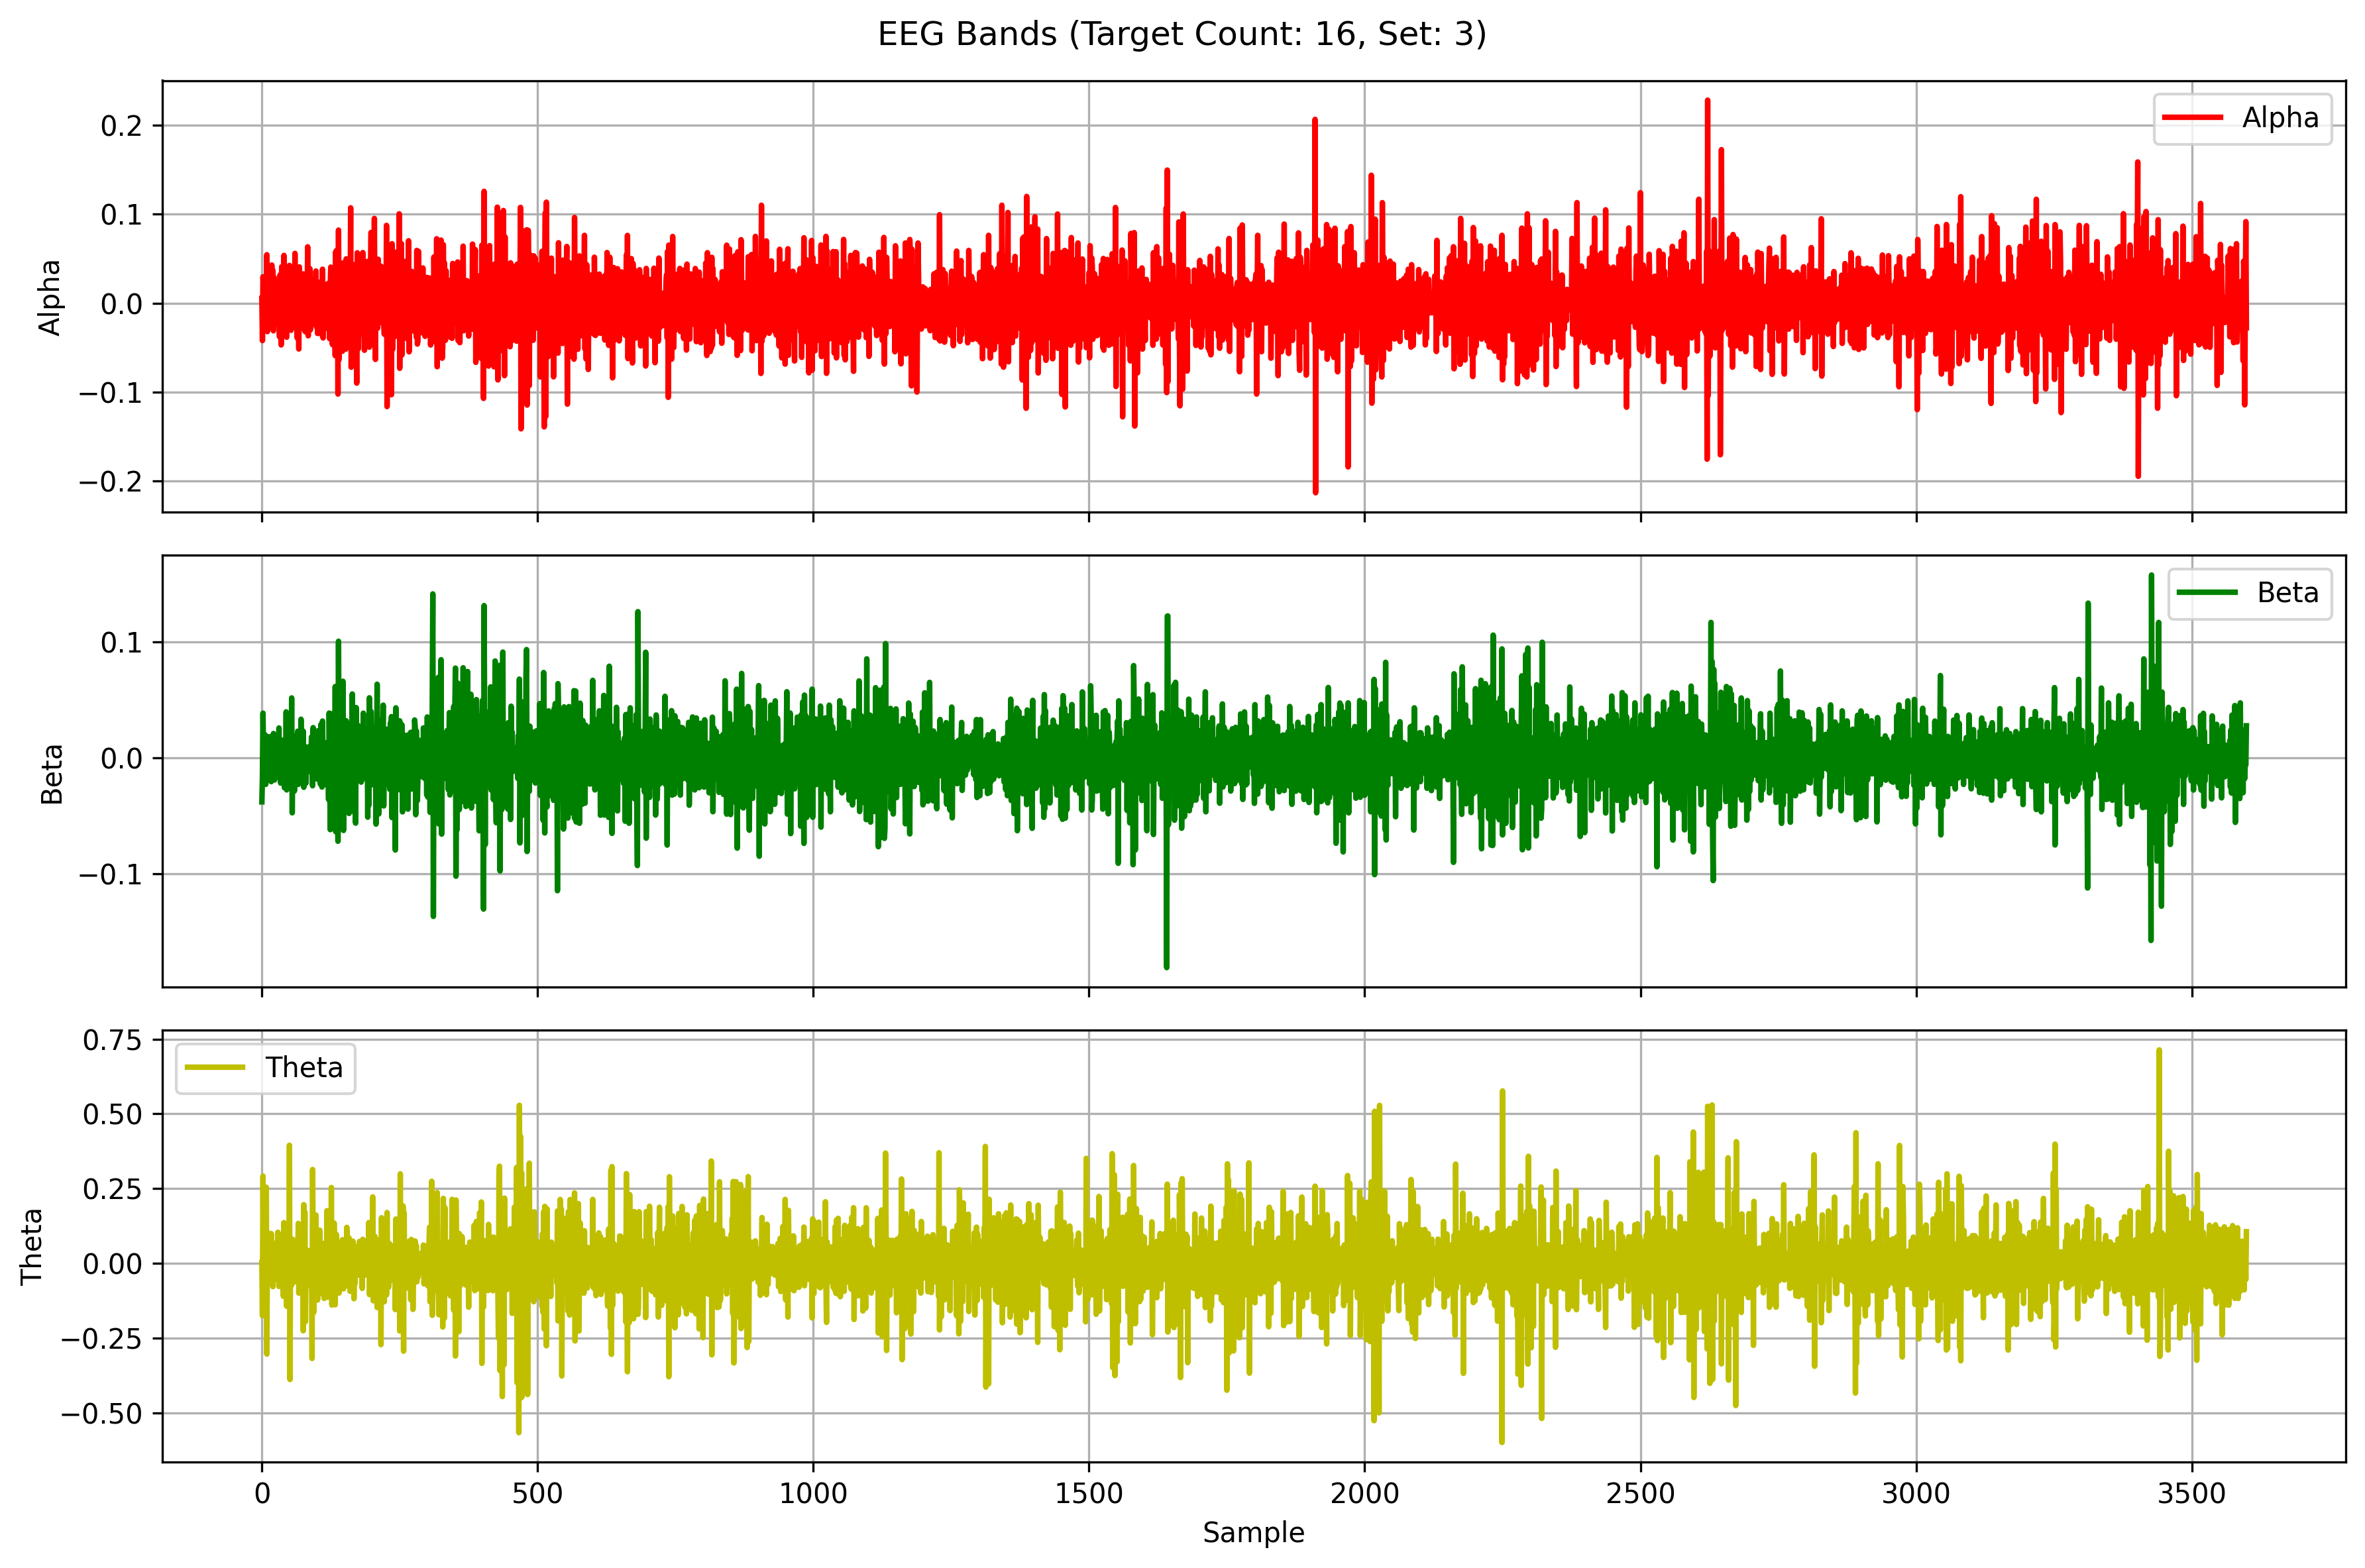 EEG Bands (Target Count: 16, Set: 3)
0.2
0.1
0.0
−0.1
−0.2
Alpha
Alpha
0.1
0.0
−0.1
Beta
Beta
0.75
0.50
0.25
0.00
−0.25
−0.50
Theta
Theta
0 500 1000 1500 2000 2500 3000 3500
Sample